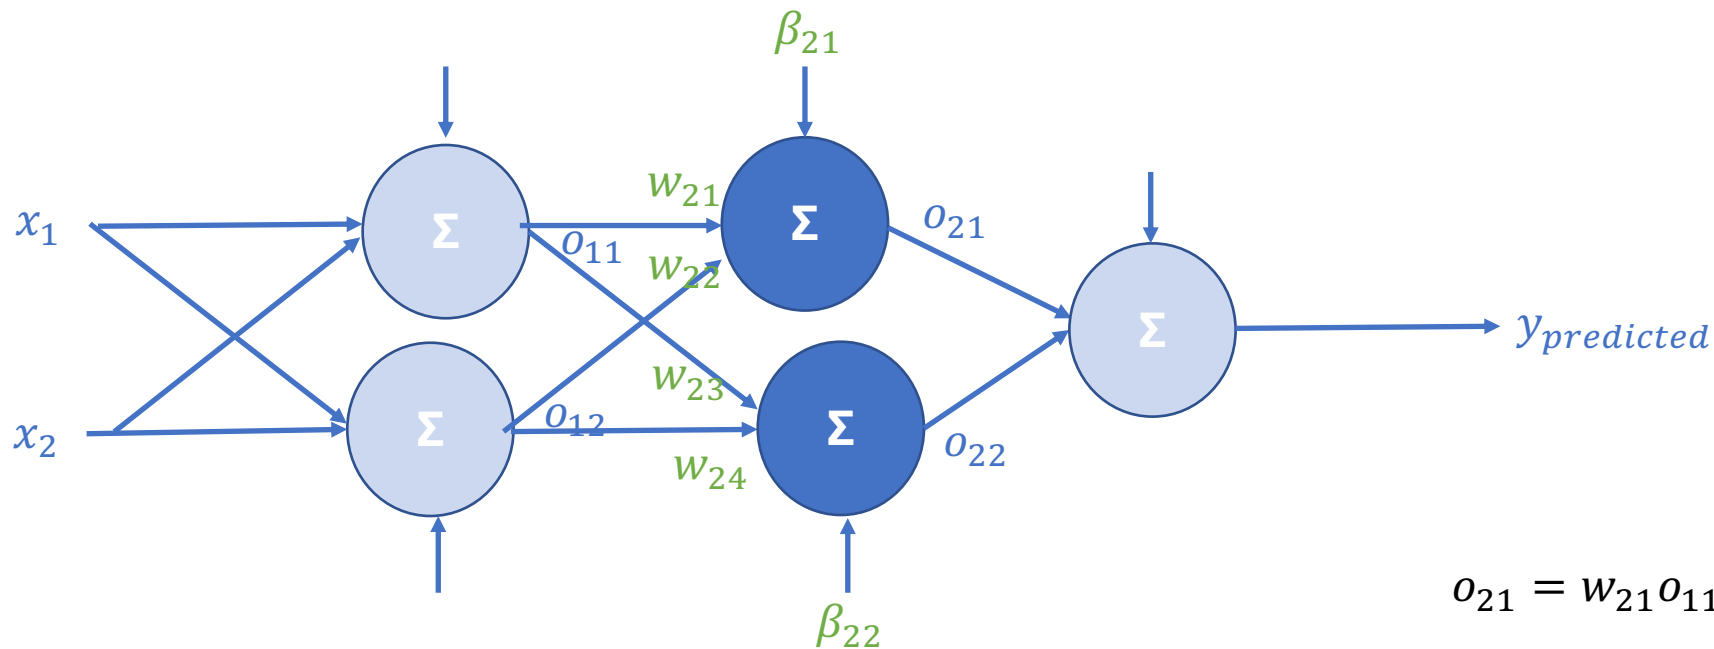 β₂₁
w₂₁
x₁
Σ
Σ
o₂₁
o₁₁
w₂₂
Σ
y_predicted
w₂₃
x₂
Σ
o₁₂
Σ
o₂₂
w₂₄
o₂₁ = w₂₁o₁₁
β₂₂